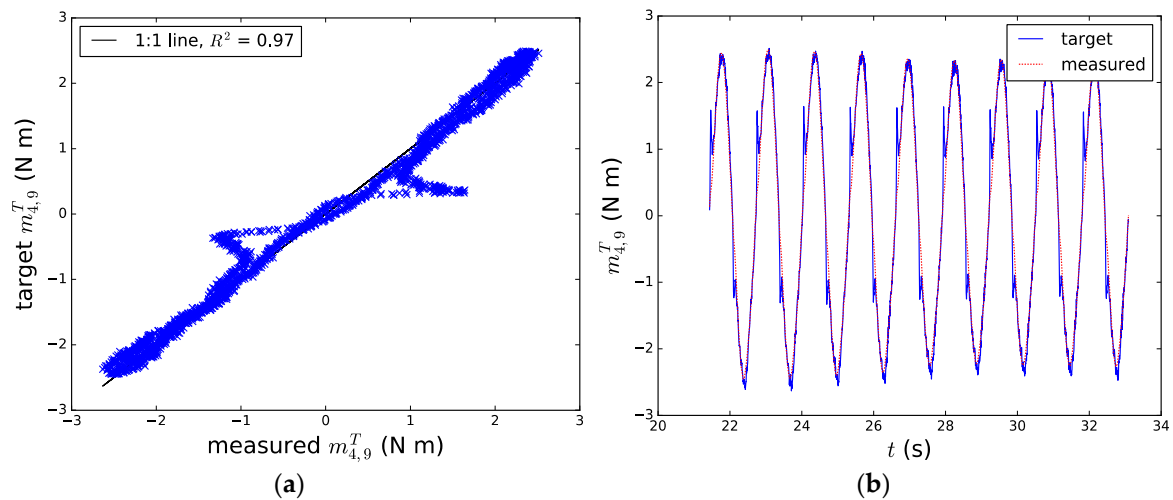 3
2
1
0
−1
−2
−3
−3 −2 −1 0 1 2 3
target m^T_{4,9} (N m)
measured m^T_{4,9} (N m)
1:1 line, R² = 0.97
(a)
3
2
1
0
−1
−2
−3
20 22 24 26 28 30 32 34
m^T_{4,9} (N m)
t (s)
target
measured
(b)